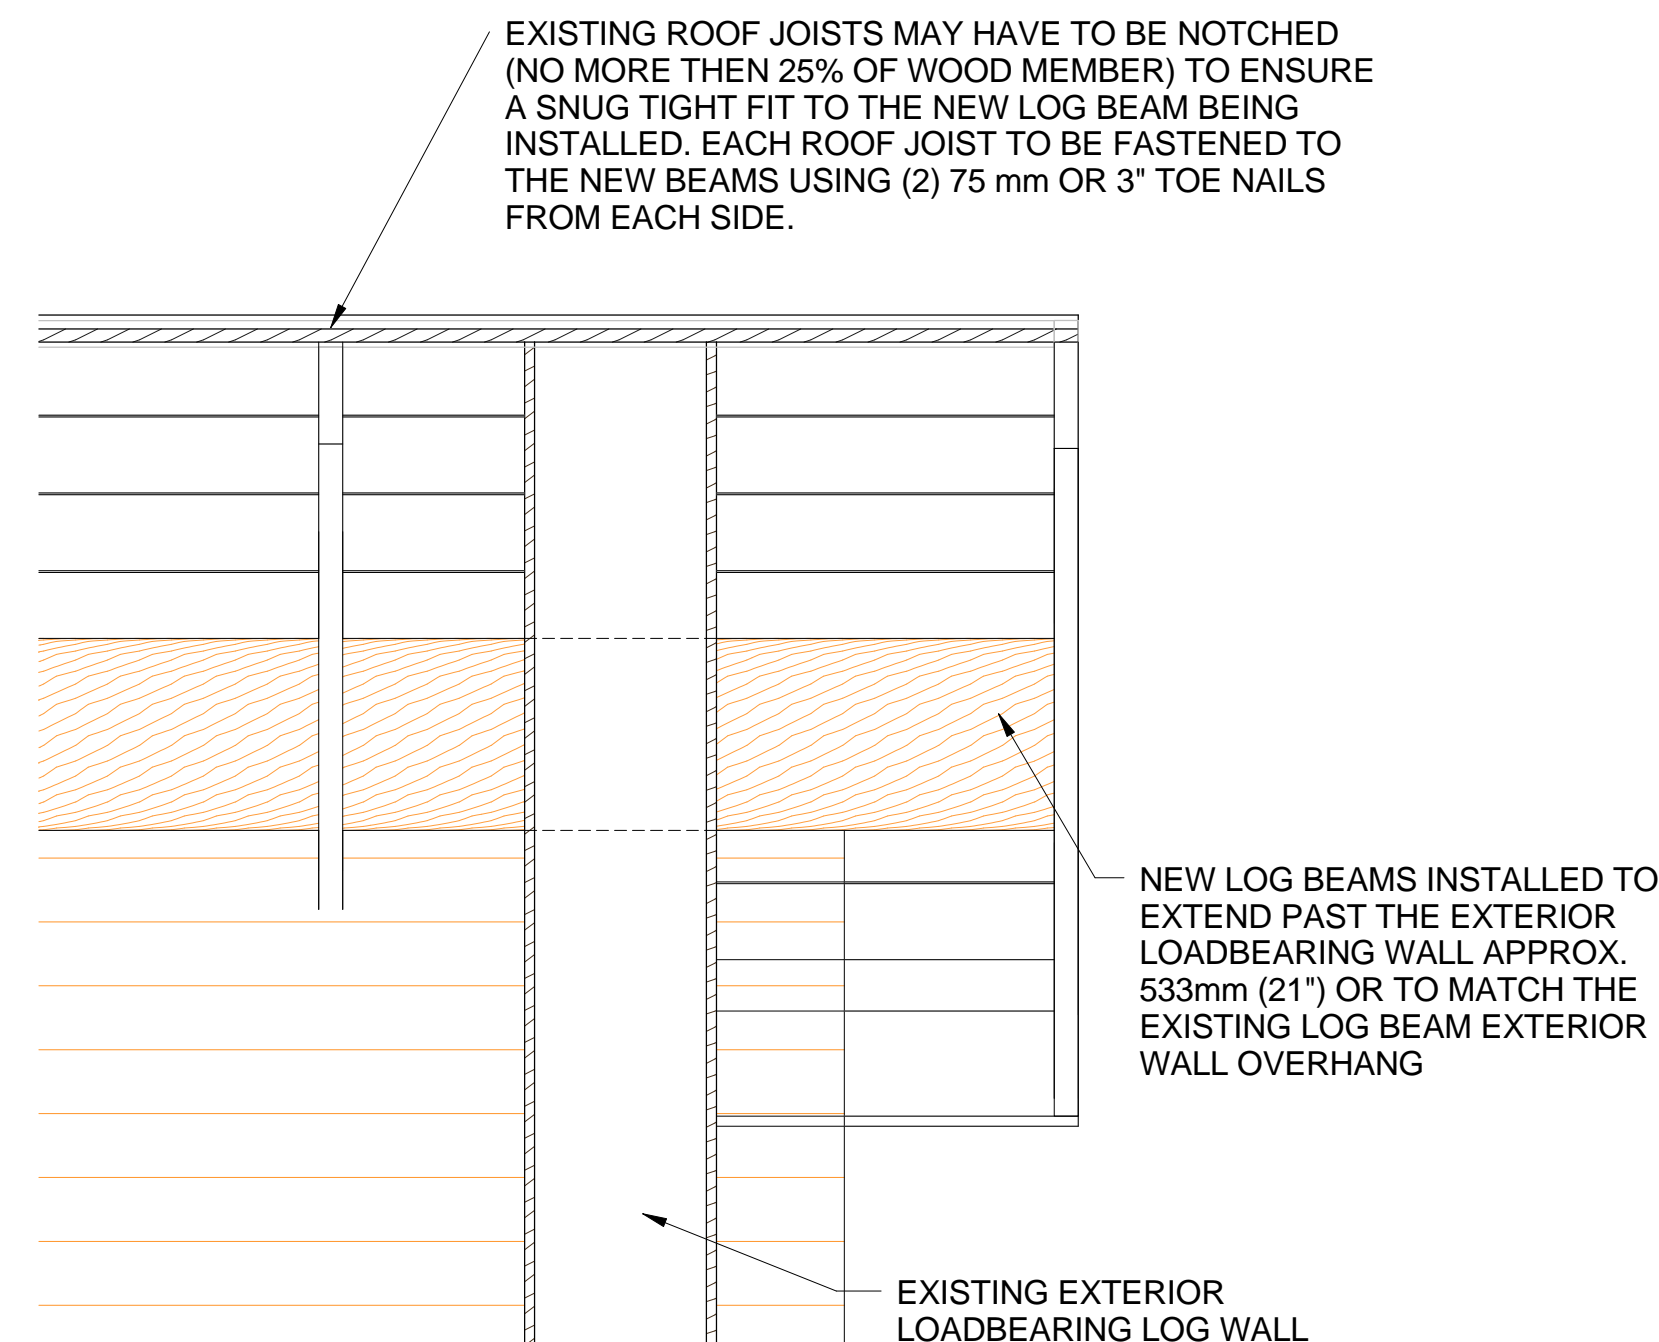 EXISTING ROOF JOISTS MAY HAVE TO BE NOTCHED
(NO MORE THEN 25% OF WOOD MEMBER) TO ENSURE
A SNUG TIGHT FIT TO THE NEW LOG BEAM BEING
INSTALLED. EACH ROOF JOIST TO BE FASTENED TO
THE NEW BEAMS USING (2) 75 mm OR 3" TOE NAILS
FROM EACH SIDE.
NEW LOG BEAMS INSTALLED TO
EXTEND PAST THE EXTERIOR
LOADBEARING WALL APPROX.
533mm (21") OR TO MATCH THE
EXISTING LOG BEAM EXTERIOR
WALL OVERHANG
EXISTING EXTERIOR
LOADBEARING LOG WALL